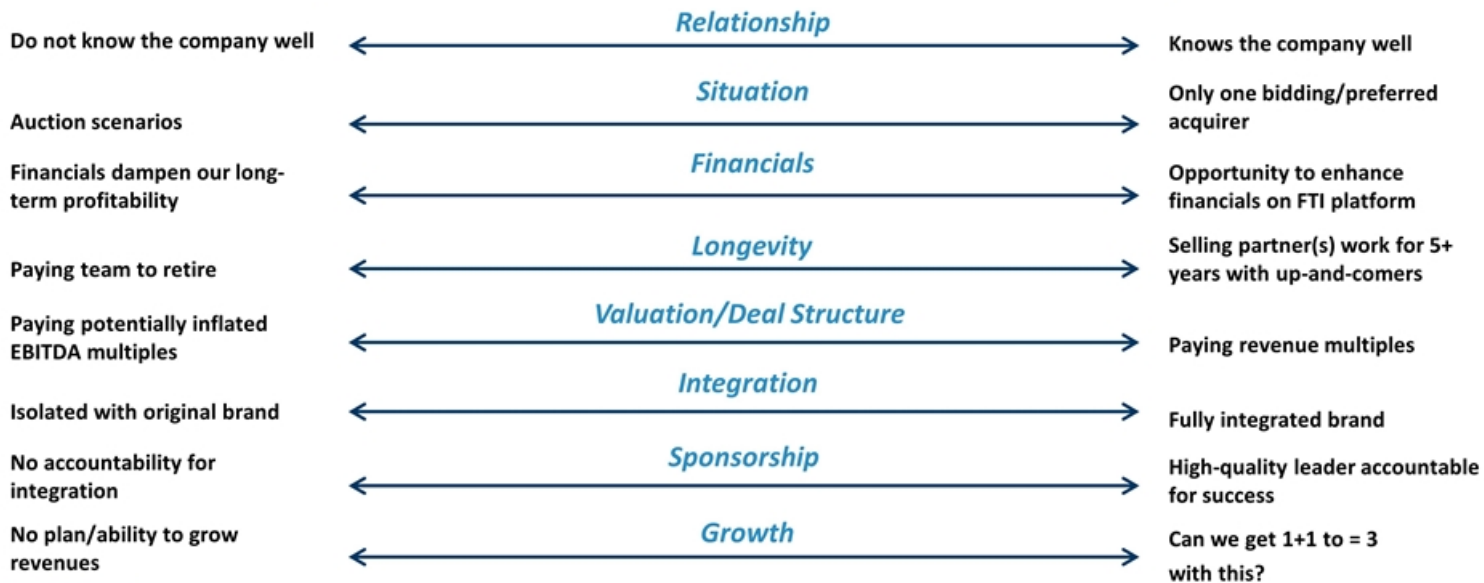 Relationship
Do not know the company well
Knows the company well
Situation
Auction scenarios
Only one bidding/preferred
acquirer
Financials
Financials dampen our long-
term profitability
Opportunity to enhance
financials on FTI platform
Longevity
Paying team to retire
Selling partner(s) work for 5+
years with up-and-comers
Valuation/Deal Structure
Paying potentially inflated
EBITDA multiples
Paying revenue multiples
Integration
Isolated with original brand
Fully integrated brand
Sponsorship
No accountability for
integration
High-quality leader accountable
for success
Growth
No plan/ability to grow
revenues
Can we get 1+1 to = 3
with this?